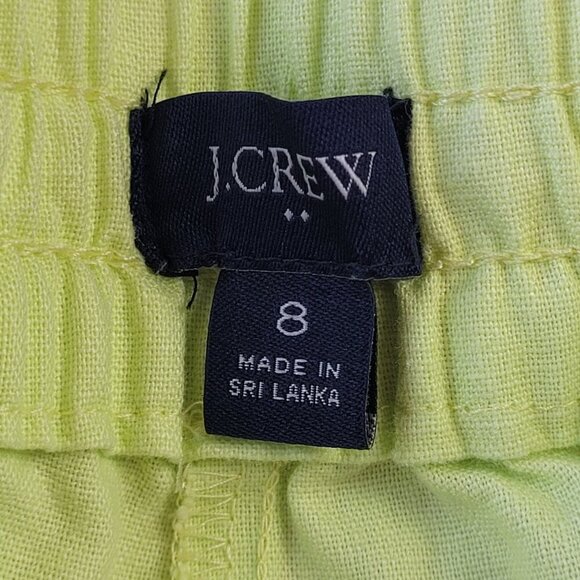 J.CREW
8
MADE IN
SRI LANKA